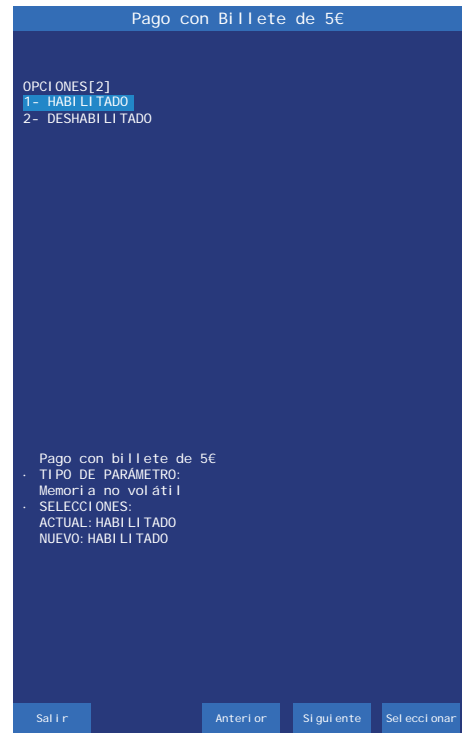 Pago con Billete de 5€
OPCIONES[2]
1- HABILITADO
2- DESHABILITADO
Pago con billete de 5€
· TIPO DE PARÁMETRO:
Memoria no volátil
· SELECCIONES:
ACTUAL:HABILITADO
NUEVO:HABILITADO
Salir Anterior Siguiente Seleccionar